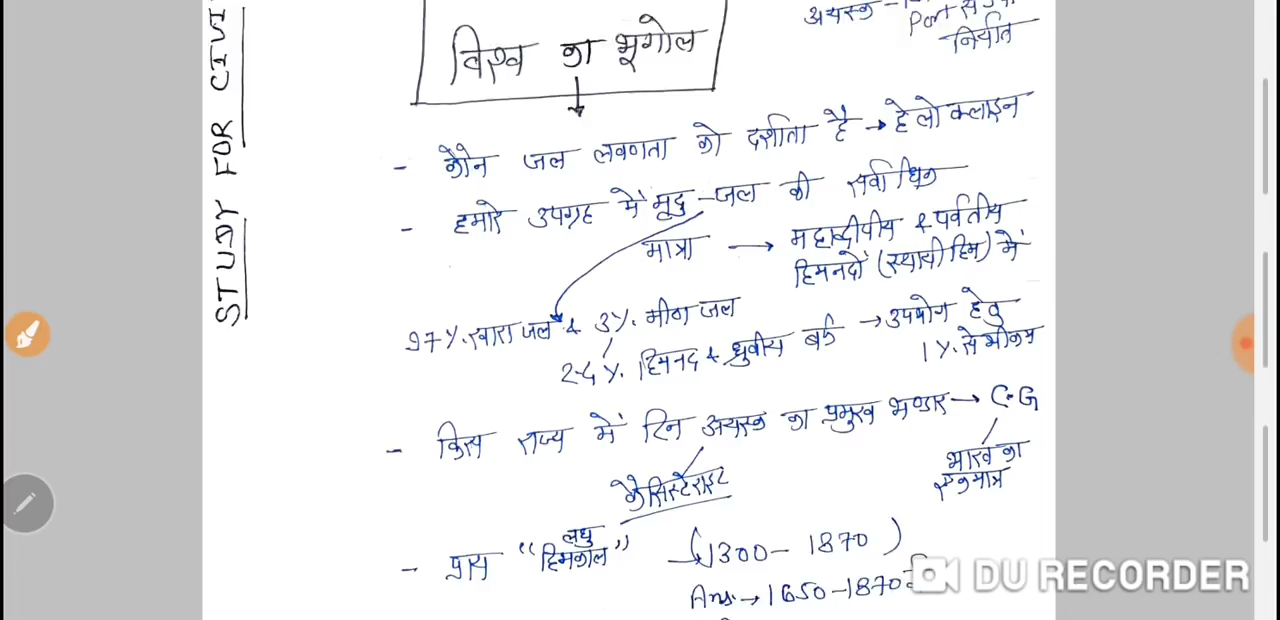 STUDY FOR CIVI
अयस्क -
Port से
निर्यात
विश्व का भूगोल
- कौन जल लवणता को दर्शाता है → हेलोक्लाइन
- हमारे उपग्रह में मृदु-जल की सर्वाधिक
मात्रा → महाद्वीपीय & पर्वतीय
हिमनदों (स्थायी हिम) में
97% खारा जल & 3% मीठा जल
2.4% हिमनद & ध्रुवीय बर्फ → उपयोग हेतु
1% से भी कम
- किस राज्य में टिन अयस्क का प्रमुख भण्डार → C.G
कैसिटेराइट
भारत का
एकमात्र
- प्रास "लघु
हिमकाल" (1300 - 1870)
Ans. → 1650-1870
DU RECORDER